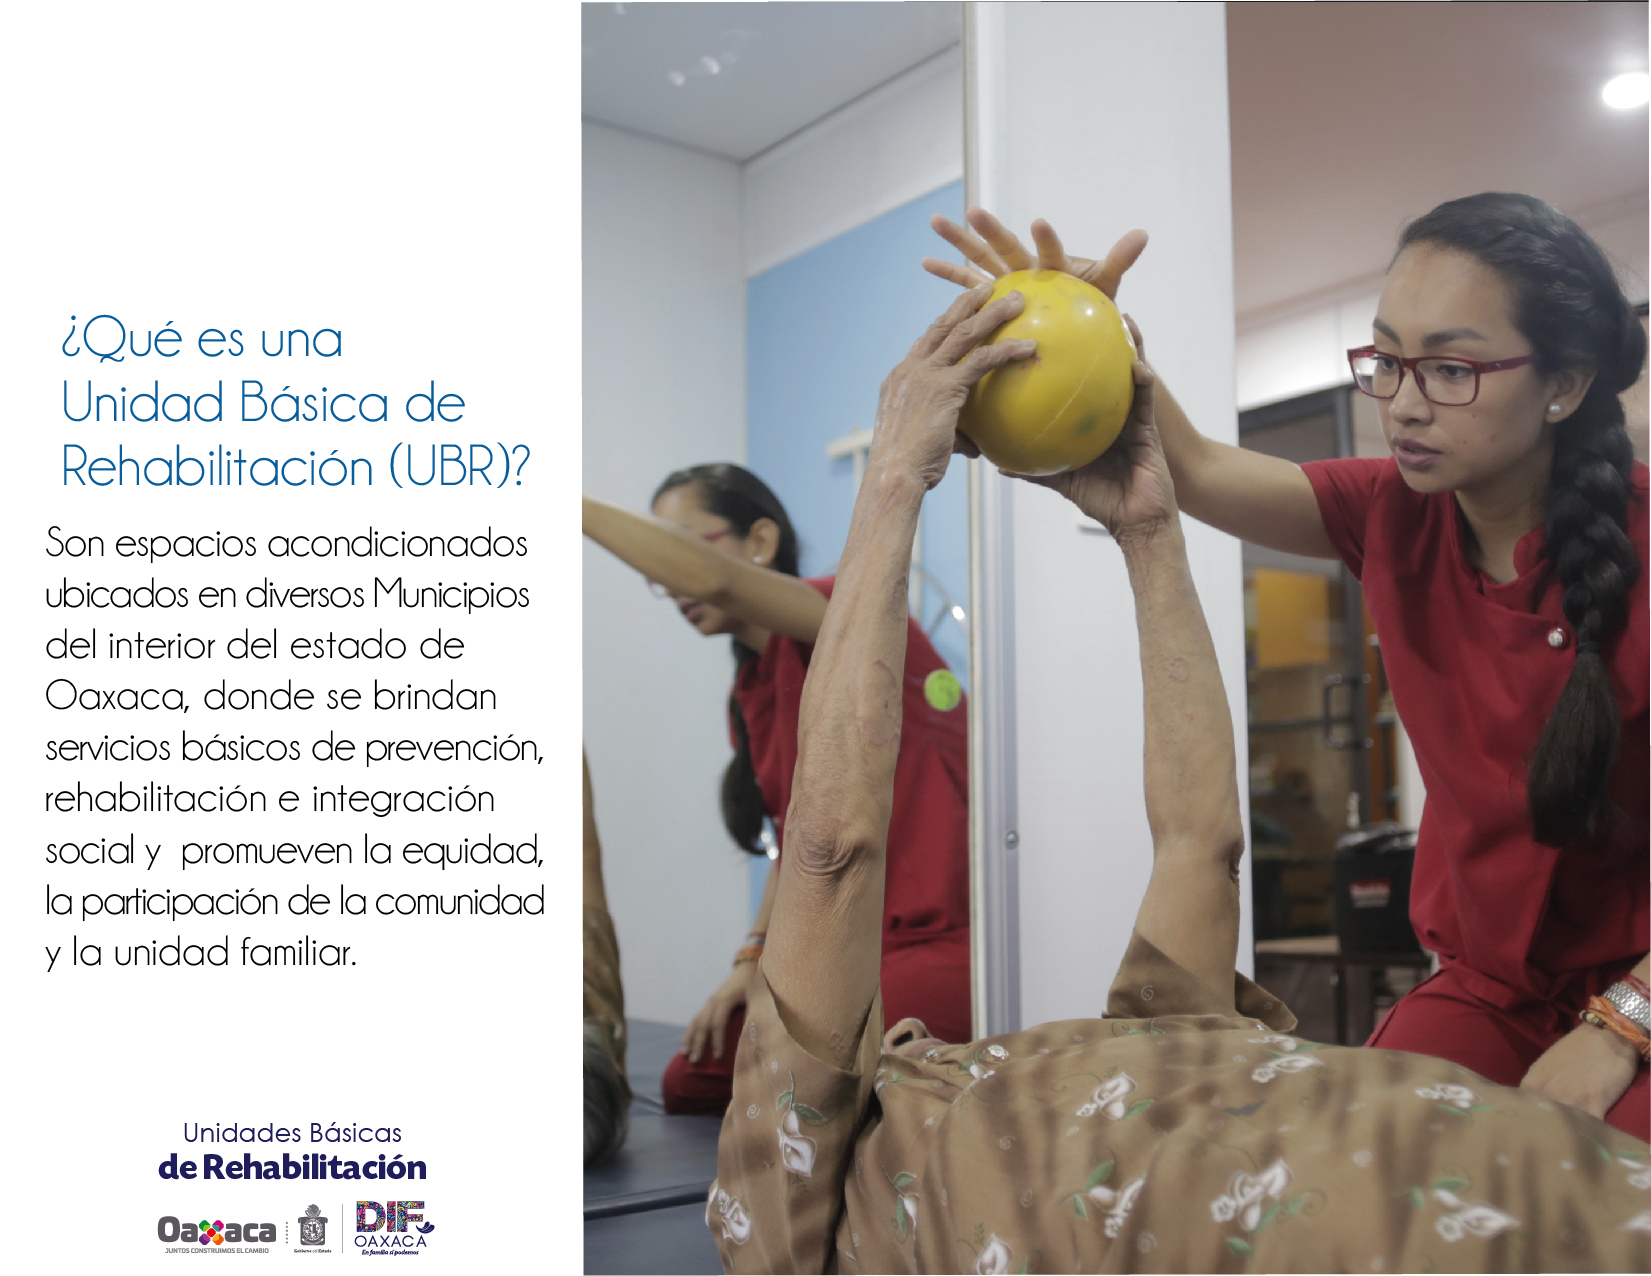 ¿Qué es una
Unidad Básica de
Rehabilitación (UBR)?
Son espacios acondicionados
ubicados en diversos Municipios
del interior del estado de
Oaxaca, donde se brindan
servicios básicos de prevención,
rehabilitación e integración
social y  promueven la equidad,
la participación de la comunidad
y la unidad familiar.
Unidades Básicas
de Rehabilitación
Oaxaca
JUNTOS CONSTRUIMOS EL CAMBIO
Gobierno del Estado
DIF
OAXACA
En familia sí podemos